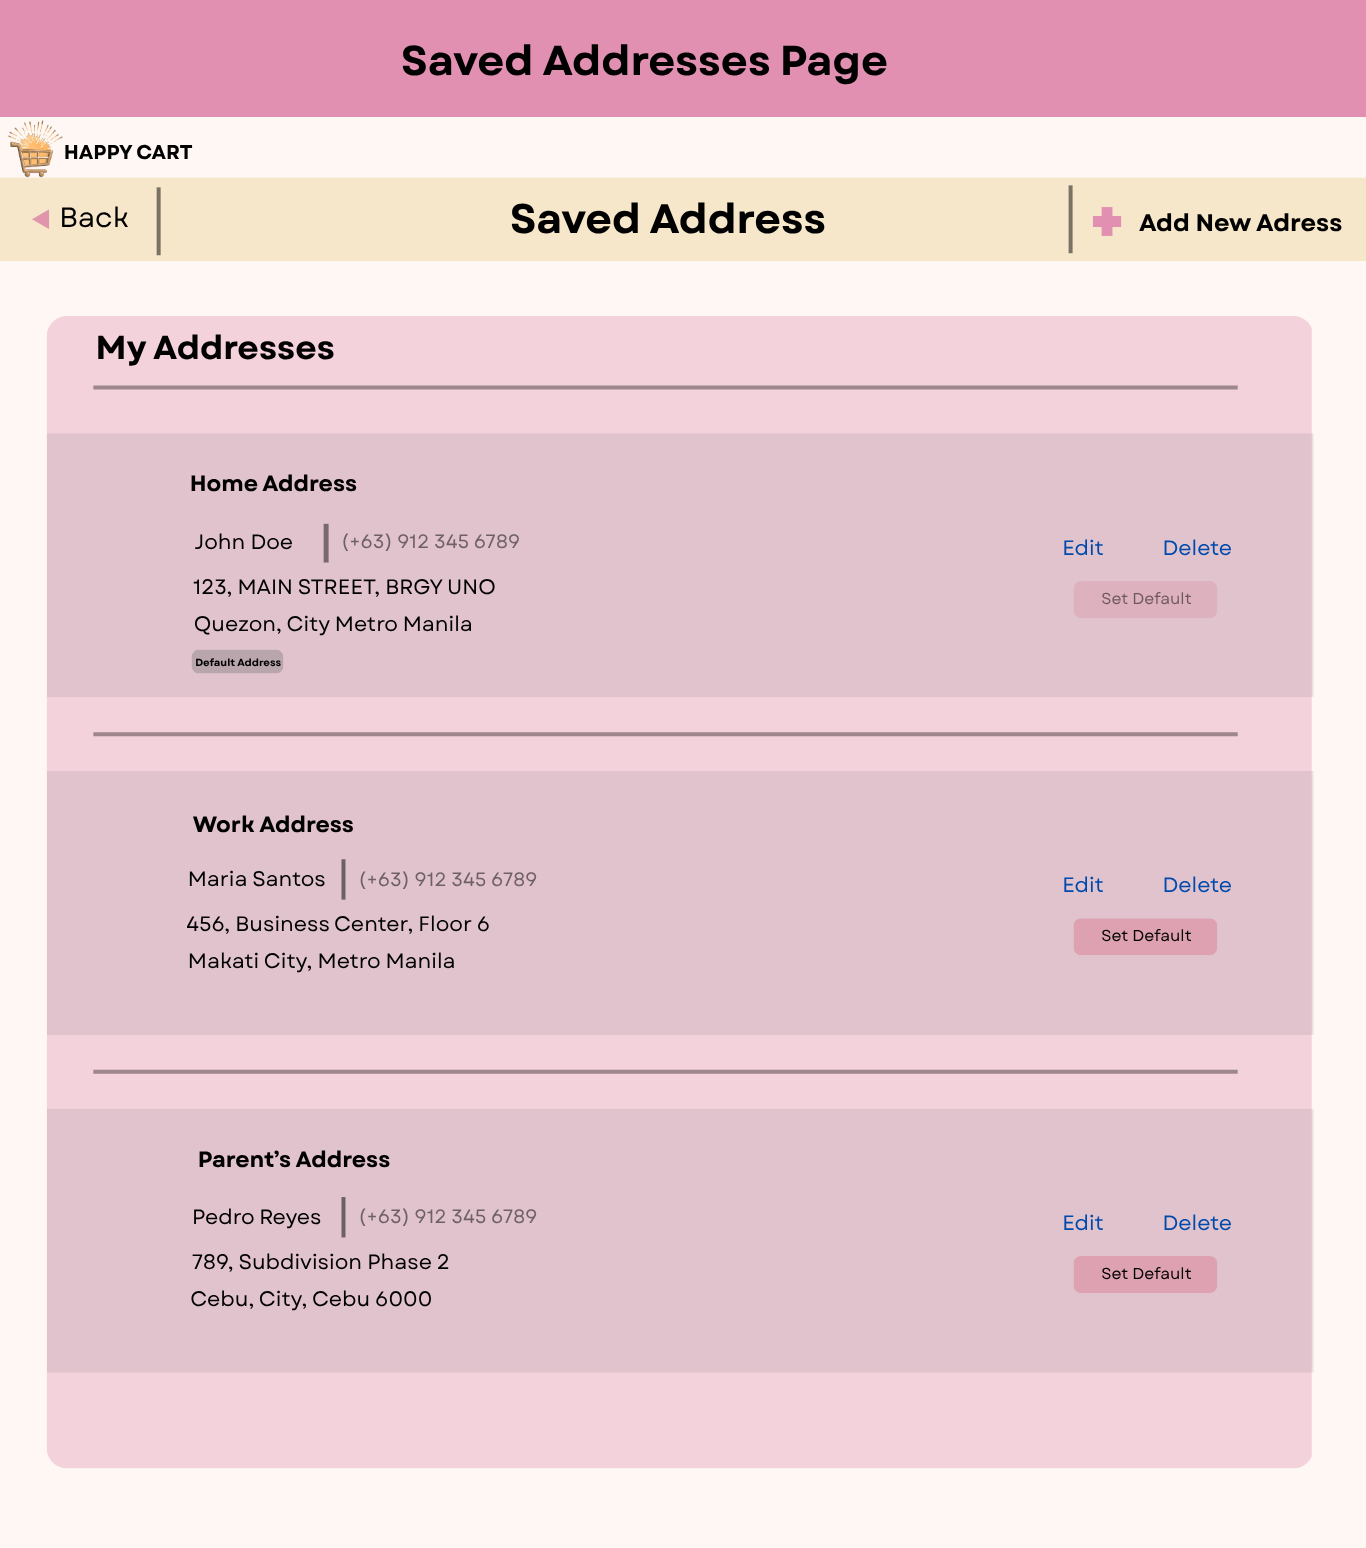 Saved Addresses Page
HAPPY CART
Back
Saved Address
Add New Adress
My Addresses
Home Address
John Doe
(+63) 912 345 6789
123, MAIN STREET, BRGY UNO
Quezon, City Metro Manila
Default Address
Edit
Delete
Set Default
Work Address
Maria Santos
(+63) 912 345 6789
456, Business Center, Floor 6
Makati City, Metro Manila
Edit
Delete
Set Default
Parent’s Address
Pedro Reyes
(+63) 912 345 6789
789, Subdivision Phase 2
Cebu, City, Cebu 6000
Edit
Delete
Set Default